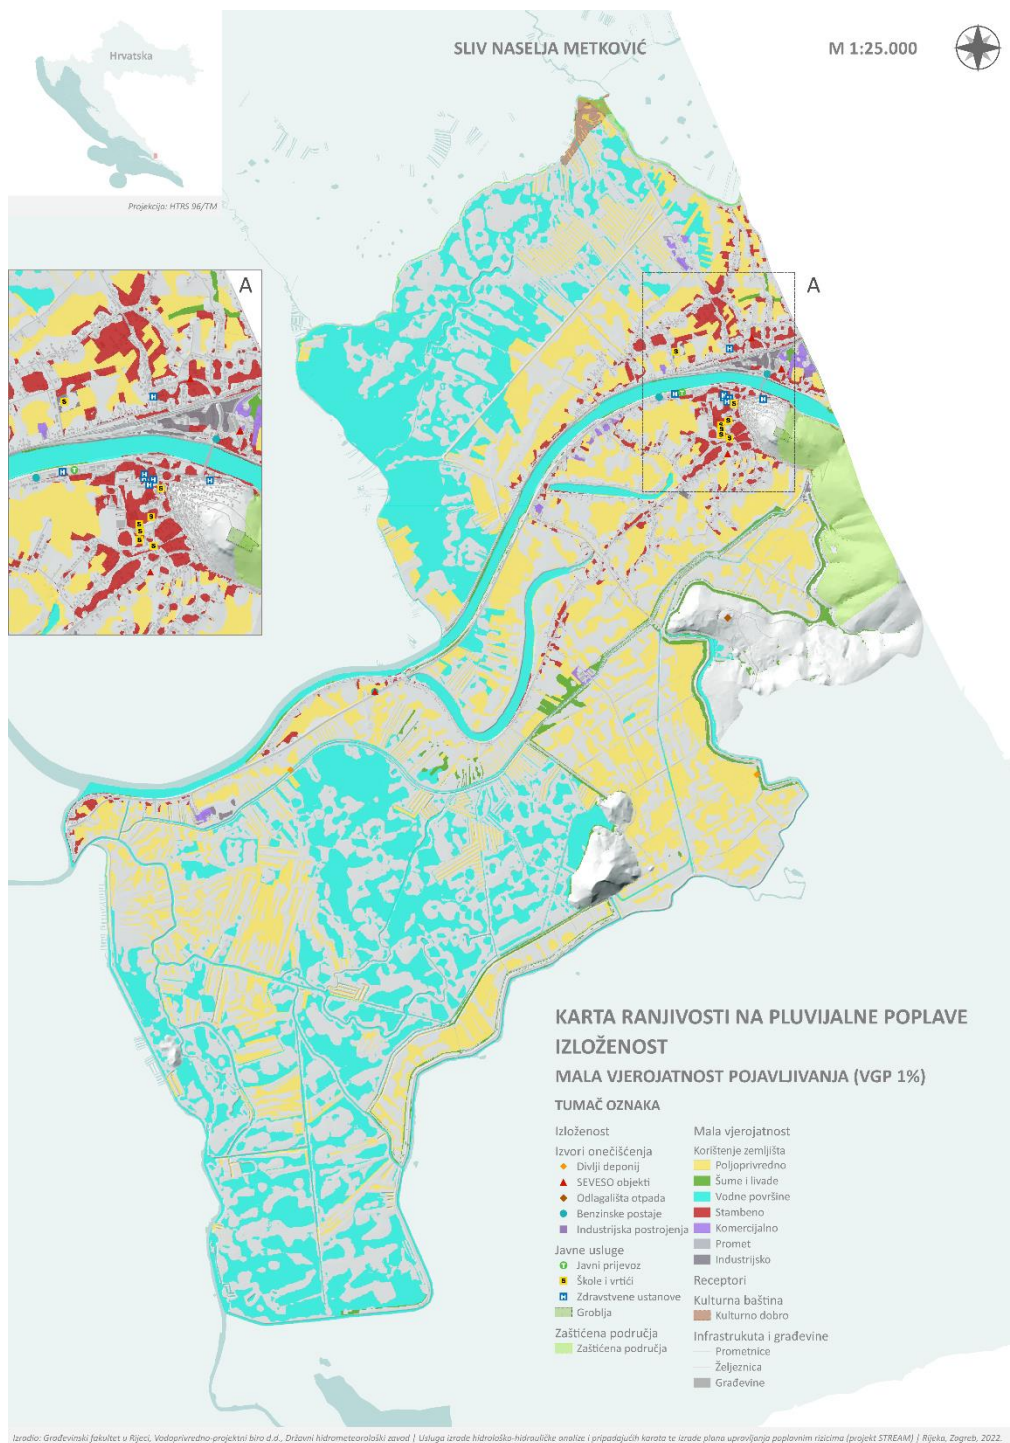 Hrvatska
SLIV NASELJA METKOVIĆ
M 1:25.000
Projekcija: HTRS 96/TM
A
A
KARTA RANJIVOSTI NA PLUVIJALNE POPLAVE
IZLOŽENOST
MALA VJEROJATNOST POJAVLJIVANJA (VGP 1%)
TUMAČ OZNAKA
Izloženost
Izvori onečišćenja
Divlji deponij
SEVESO objekti
Odlagališta otpada
Benzinske postaje
Industrijska postrojenja
Javne usluge
Javni prijevoz
Škole i vrtići
Zdravstvene ustanove
Groblja
Zaštićena područja
Zaštićena područja
Mala vjerojatnost
Korištenje zemljišta
Poljoprivredno
Šume i livade
Vodne površine
Stambeno
Komercijalno
Promet
Industrijsko
Receptori
Kulturna baština
Kulturno dobro
Infrastrukuta i građevine
Prometnice
Željeznica
Građevine
Izradio: Građevinski fakultet u Rijeci, Vodoprivredno-projektni biro d.d., Državni hidrometeorološki zavod | Usluga izrade hidrološko-hidrauličke analize i pripadajućih karata te izrade plana upravljanja poplavnim rizicima (projekt STREAM) | Rijeka, Zagreb, 2022.